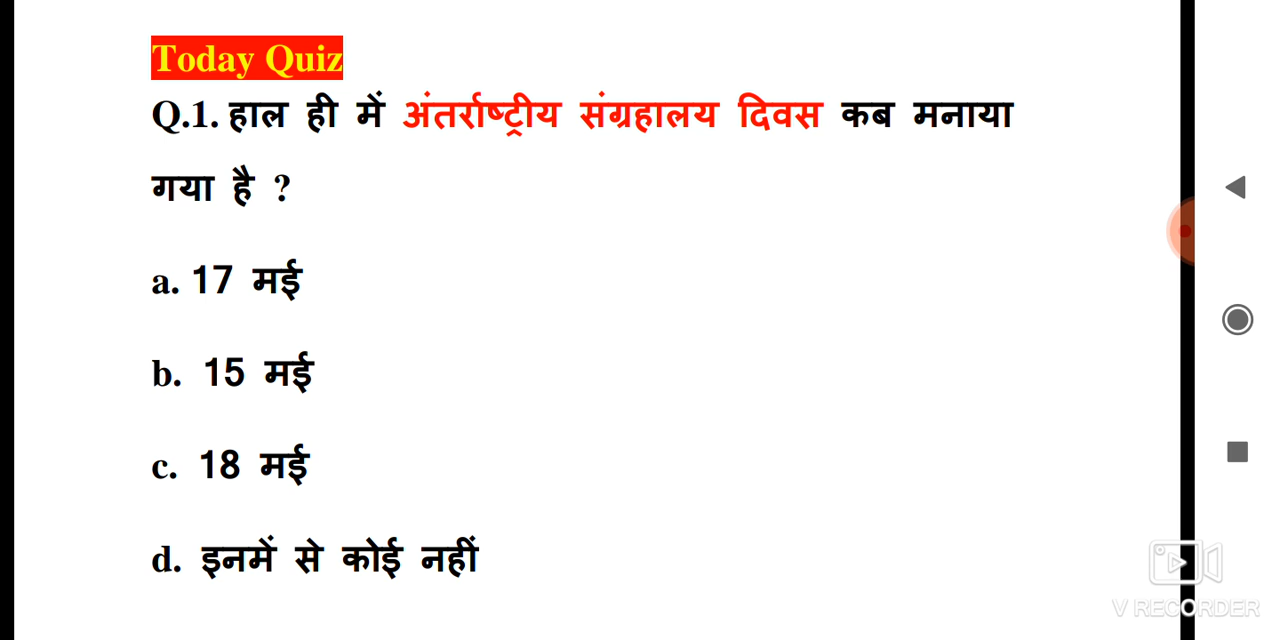 Today Quiz
Q.1. हाल ही में अंतर्राष्ट्रीय संग्रहालय दिवस कब मनाया
गया है ?
a. 17 मई
b. 15 मई
c. 18 मई
d. इनमें से कोई नहीं
V RECORDER